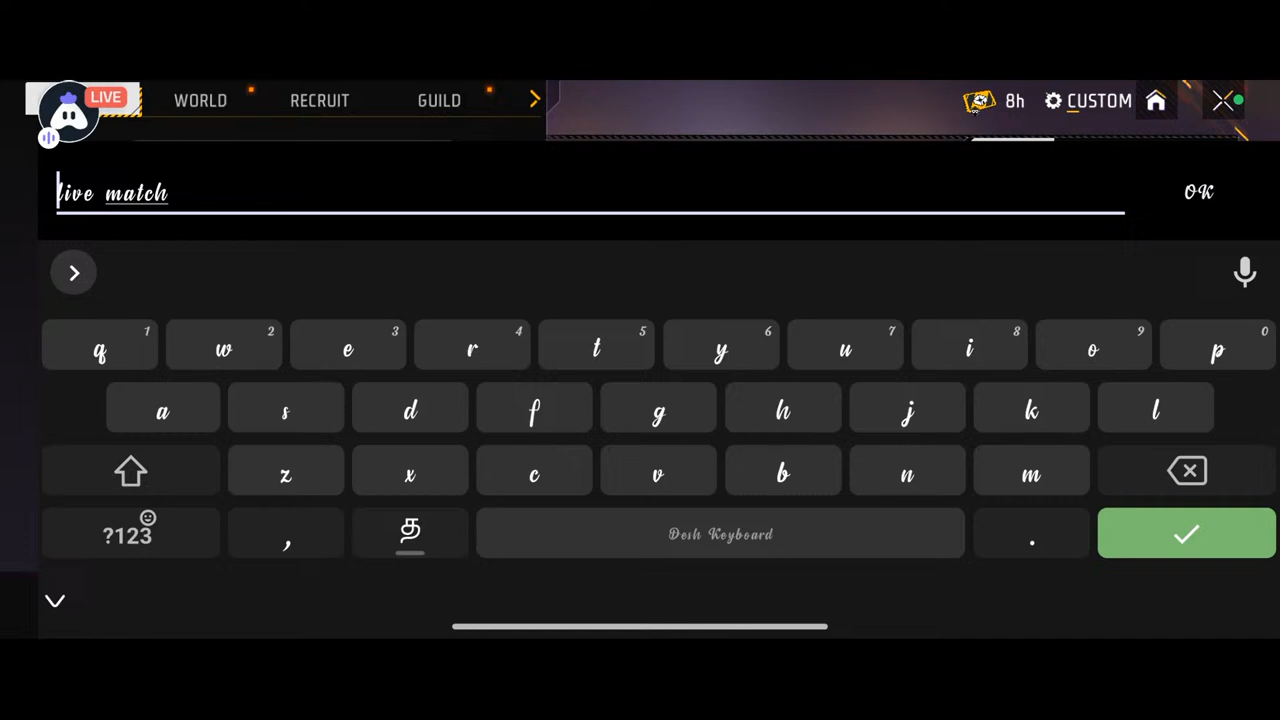 LIVE
WORLD RECRUIT GUILD 8h CUSTOM
live match OK
q 1 w 2 e 3 r 4 t 5 y 6 u 7 i 8 o 9 p 0
a s d f g h j k l
z x c v b n m
?123 , த Desh Keyboard .